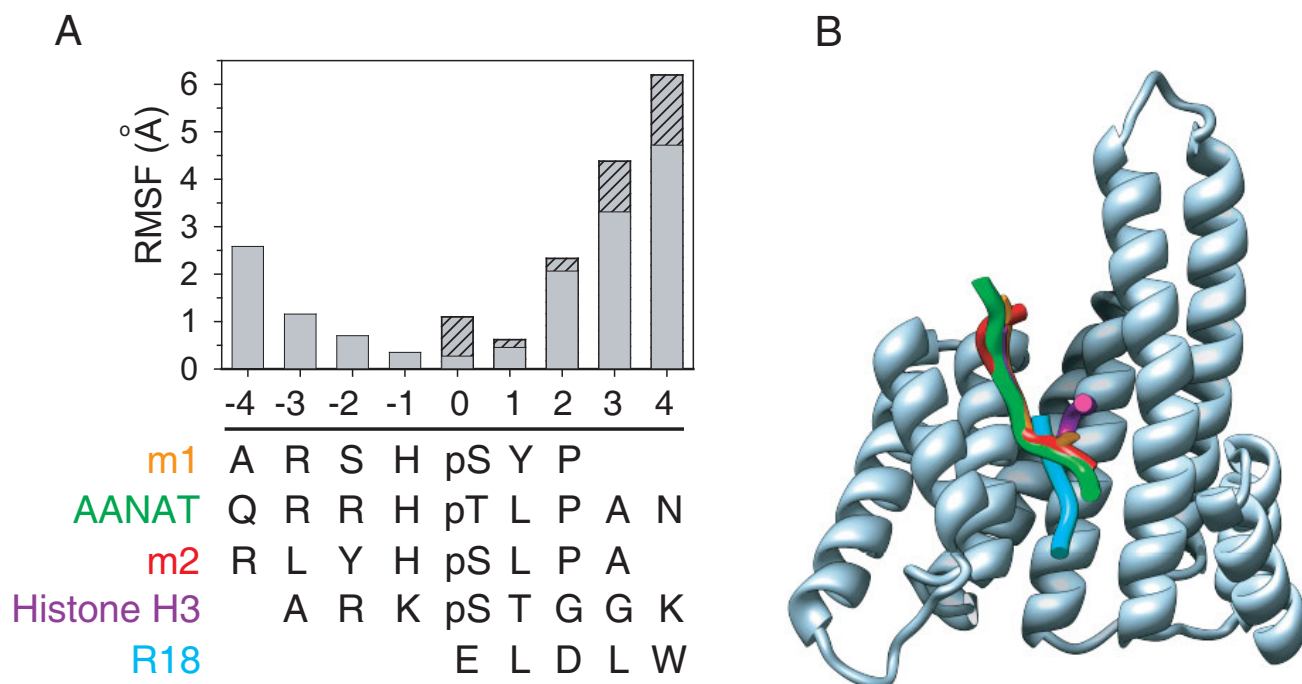 A
B
RMSF (Å)
6
5
4
3
2
1
0
-4 -3 -2 -1 0 1 2 3 4
m1 A R S H pS Y P
AANAT Q R R H pT L P A N
m2 R L Y H pS L P A
Histone H3 A R K pS T G G K
R18 E L D L W